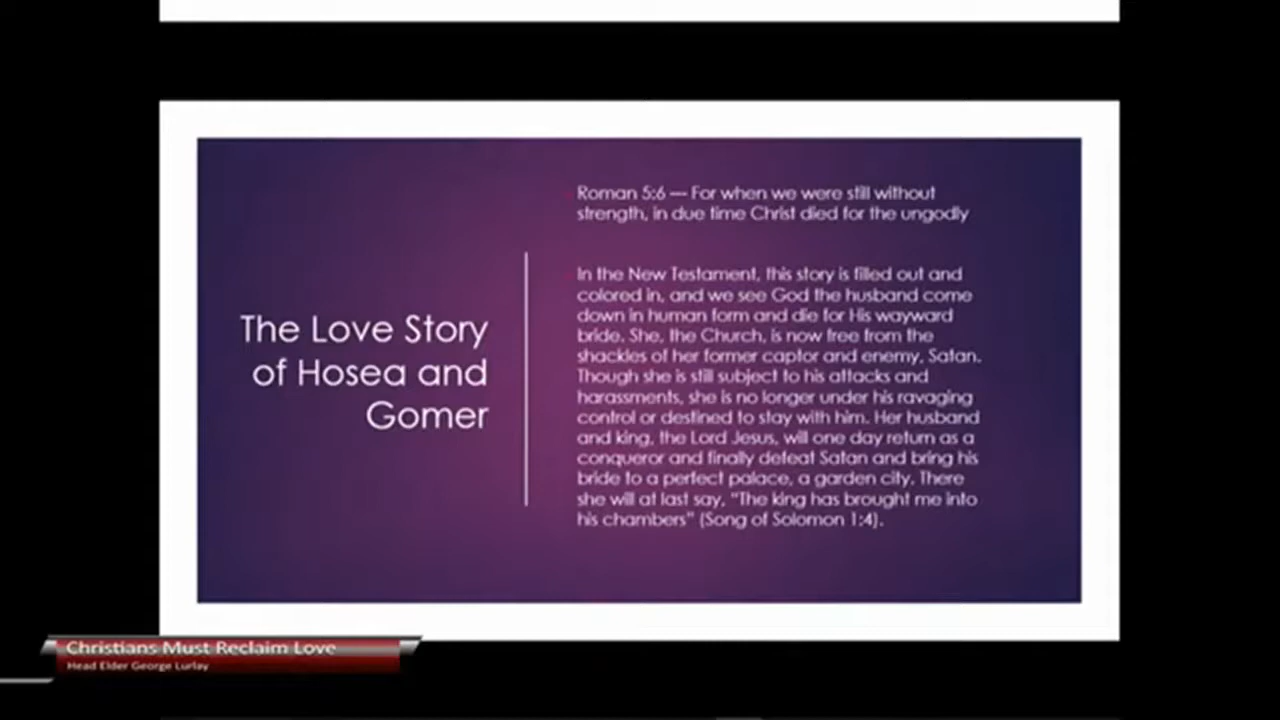 The Love Story
of Hosea and
Gomer
Roman 5:6 — For when we were still without
strength, in due time Christ died for the ungodly
In the New Testament, this story is filled out and
colored in, and we see God the husband come
down in human form and die for His wayward
bride. She, the Church, is now free from the
shackles of her former captor and enemy, Satan.
Though she is still subject to his attacks and
harassments, she is no longer under his ravaging
control or destined to stay with him. Her husband
and king, the Lord Jesus, will one day return as a
conqueror and finally defeat Satan and bring his
bride to a perfect palace, a garden city. There
she will at last say, “The king has brought me into
his chambers” (Song of Solomon 1:4).
Christians Must Reclaim Love
Head Elder George Lurlay